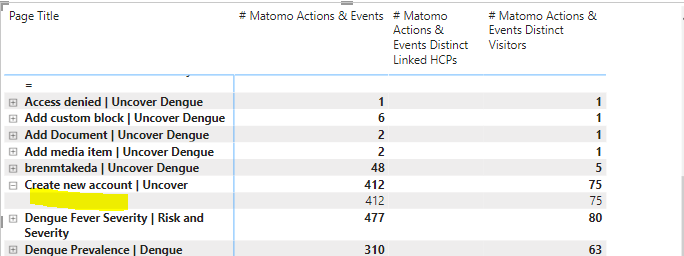 Page Title # Matomo Actions & Events # Matomo # Matomo Actions &
Actions & Events Distinct
Events Distinct Visitors
Linked HCPs
=
Access denied | Uncover Dengue 1 1
Add custom block | Uncover Dengue 6 1
Add Document | Uncover Dengue 2 1
Add media item | Uncover Dengue 2 1
brenmtakeda | Uncover Dengue 48 5
Create new account | Uncover 412 75
412 75
Dengue Fever Severity | Risk and 477 80
Severity
Dengue Prevalence | Dengue 310 63